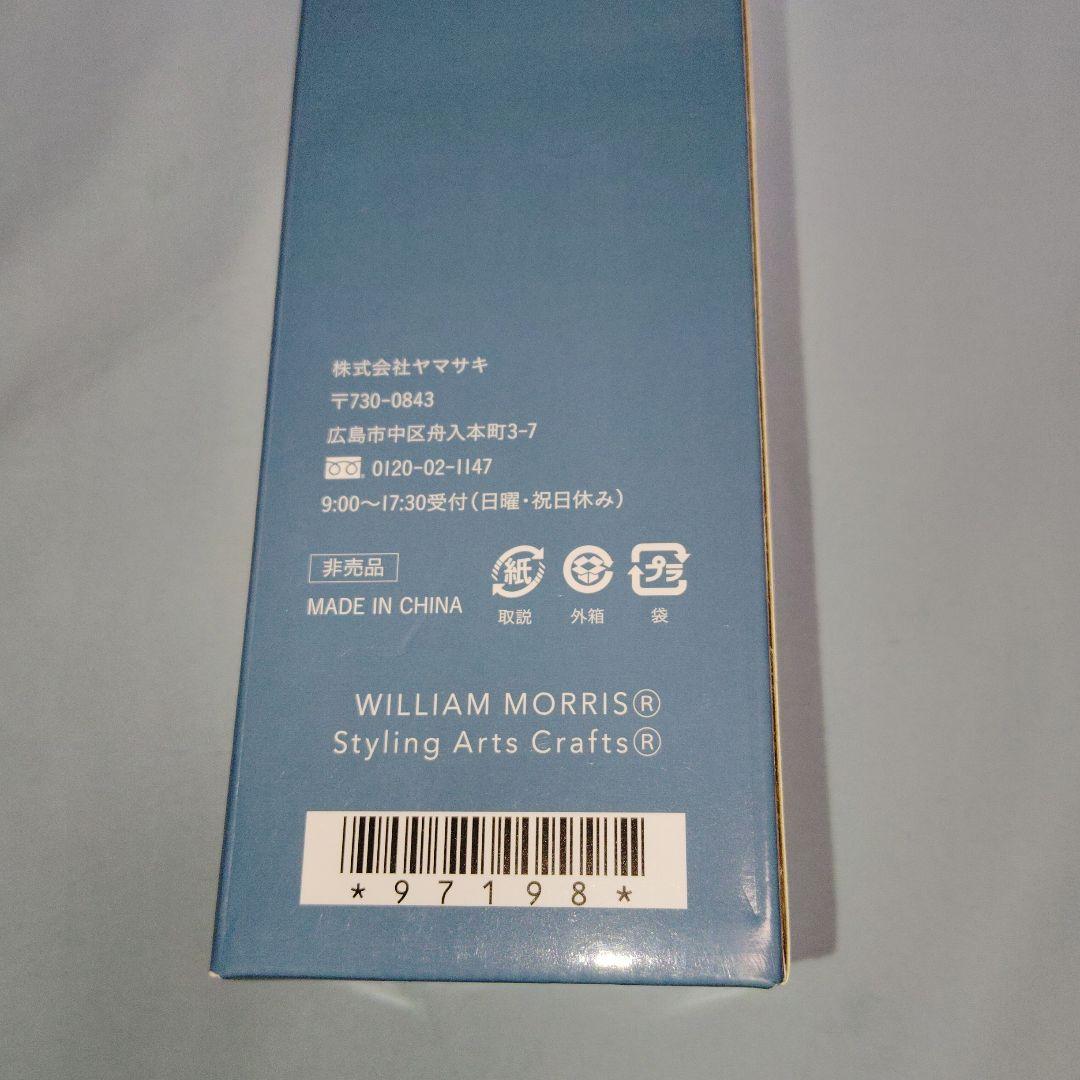 株式会社ヤマサキ
〒730-0843
広島市中区舟入本町3-7
0120-02-1147
9:00〜17:30受付(日曜・祝日休み)
非売品
MADE IN CHINA
紙 プラ
取説 外箱 袋
WILLIAM MORRIS®
Styling Arts Crafts®
*97198*